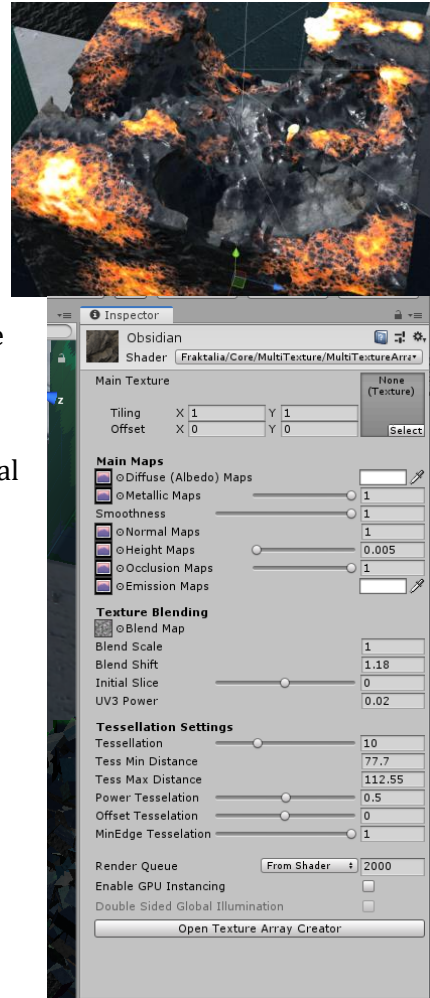 e
al
z
Inspector
Obsidian
Shader Fraktalia/Core/MultiTexture/MultiTextureArra
Main Texture
None
(Texture)
Tiling X 1 Y 1
Offset X 0 Y 0
Select
Main Maps
Diffuse (Albedo) Maps
Metallic Maps 1
Smoothness 1
Normal Maps 1
Height Maps 0.005
Occlusion Maps 1
Emission Maps
Texture Blending
Blend Map
Blend Scale 1
Blend Shift 1.18
Initial Slice 0
UV3 Power 0.02
Tessellation Settings
Tessellation 10
Tess Min Distance 77.7
Tess Max Distance 112.55
Power Tesselation 0.5
Offset Tesselation 0
MinEdge Tesselation 1
Render Queue From Shader 2000
Enable GPU Instancing
Double Sided Global Illumination
Open Texture Array Creator